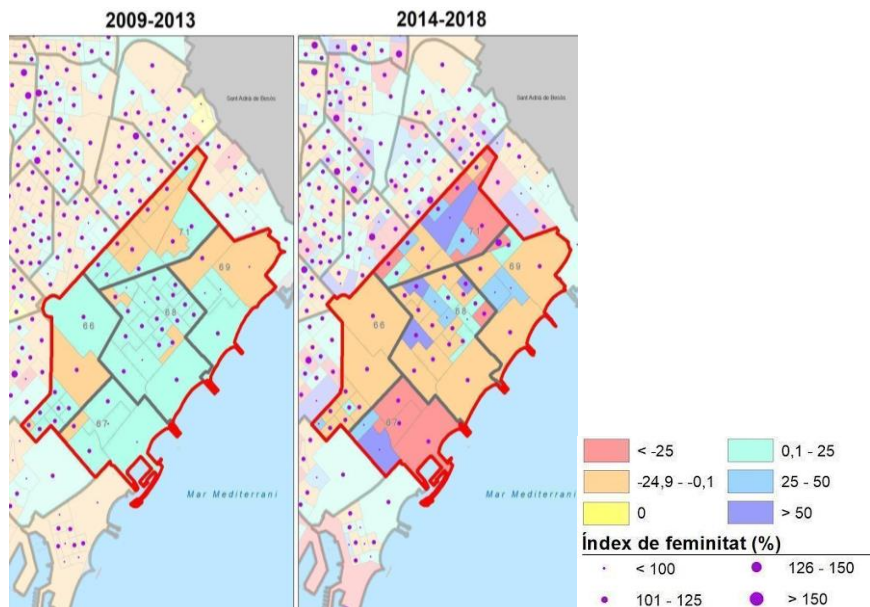 2009-2013
2014-2018
Sant Adrià de Besòs
Sant Adrià de Besòs
71
69
66
68
67
71
69
66
68
67
Mar Mediterrani
Mar Mediterrani
< -25
-24,9 - -0,1
0
0,1 - 25
25 - 50
> 50
Índex de feminitat (%)
< 100
101 - 125
126 - 150
> 150